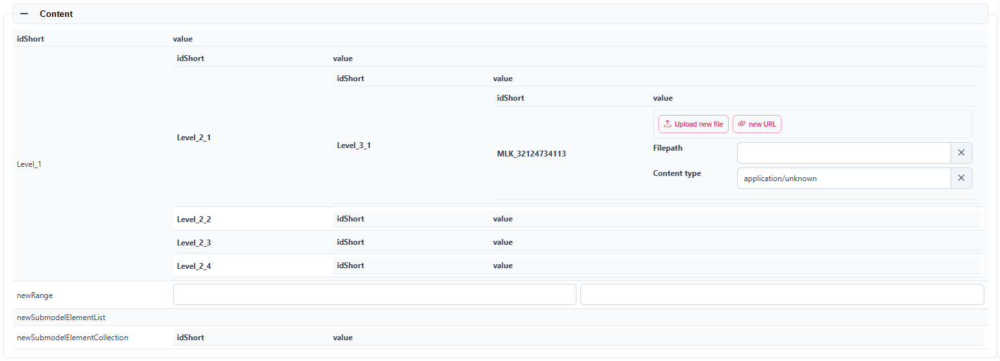 Content
idShort value
idShort value
idShort value
idShort value
Upload new file new URL
Level_2_1
Level_3_1
Filepath
MLK_32124734113
Level_1
Content type application/unknown
Level_2_2 idShort value
Level_2_3 idShort value
Level_2_4 idShort value
newRange
newSubmodelElementList
newSubmodelElementCollection idShort value